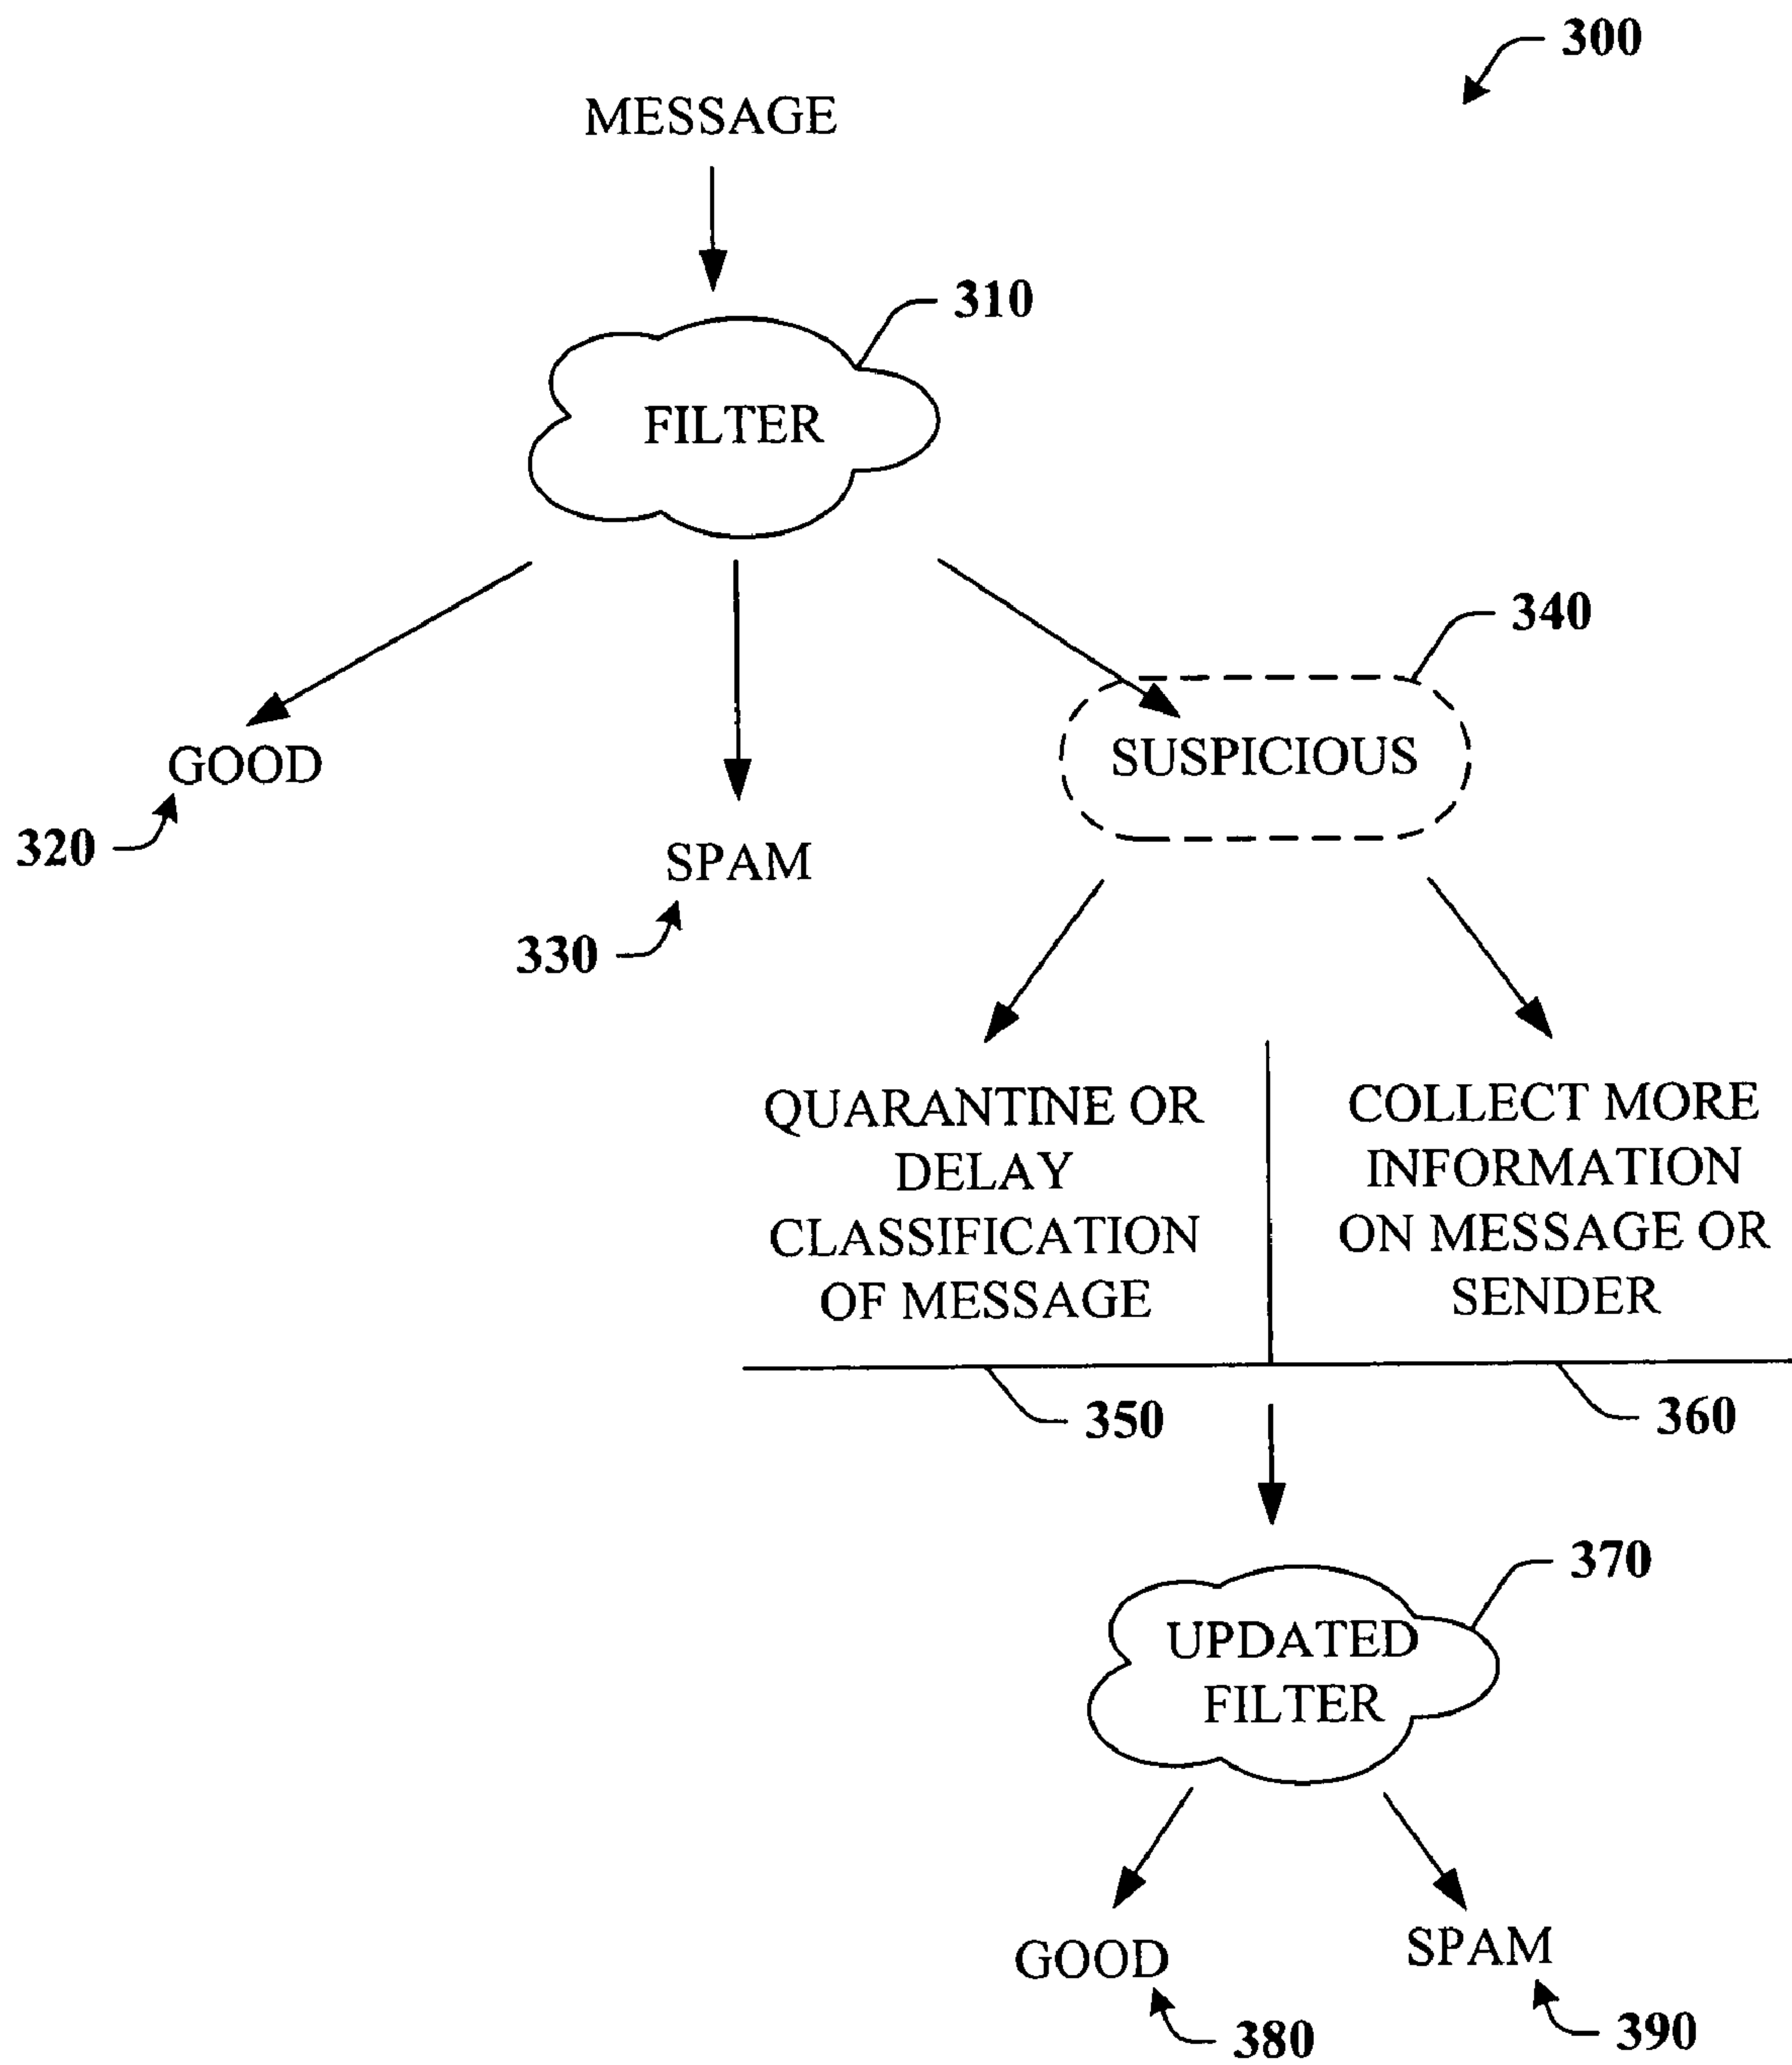 300
MESSAGE
310
FILTER
340
SUSPICIOUS
GOOD
320
SPAM
330
QUARANTINE OR
DELAY
CLASSIFICATION
OF MESSAGE
COLLECT MORE
INFORMATION
ON MESSAGE OR
SENDER
350
360
370
UPDATED
FILTER
GOOD
SPAM
380
390